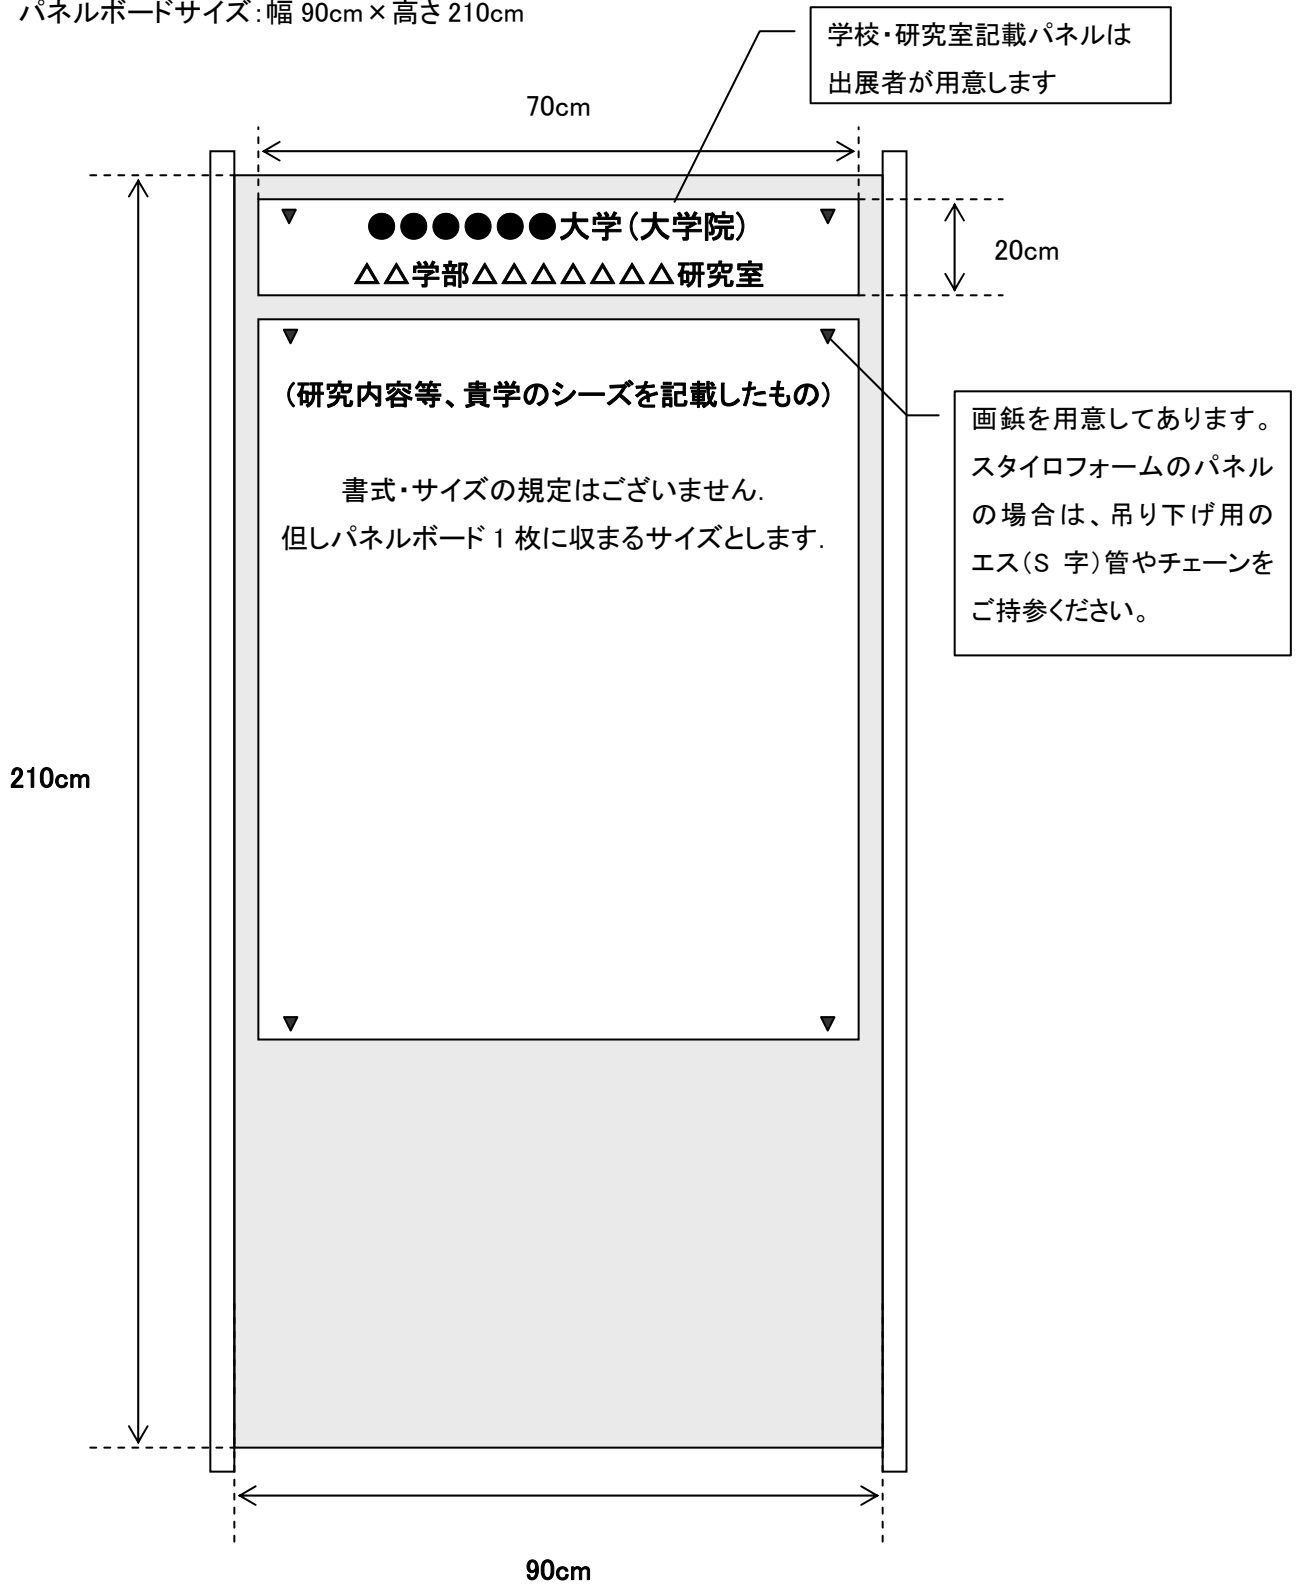 パネルボードサイズ：幅 90cm×高さ 210cm
学校・研究室記載パネルは
出展者が用意します
70cm
●●●●●●大学（大学院）
△△学部△△△△△△△研究室
20cm
（研究内容等、貴学のシーズを記載したもの）
書式・サイズの規定はございません．
但しパネルボード 1 枚に収まるサイズとします．
画鋲を用意してあります。
スタイロフォームのパネル
の場合は、吊り下げ用の
エス（S 字）管やチェーンを
ご持参ください。
210cm
90cm